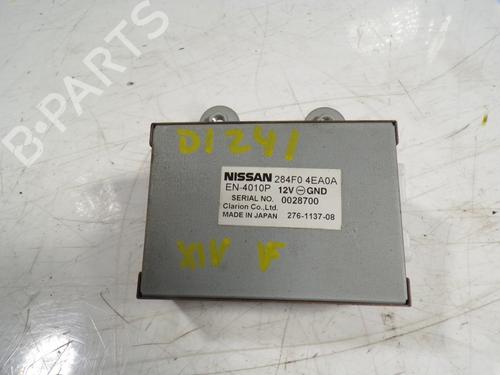 B-PARTS
D1241
NISSAN 284F0 4EA0A
EN-4010P 12V ⊖ GND
SERIAL NO. 0028700
Clarion Co.,Ltd.
MADE IN JAPAN 276-1137-08